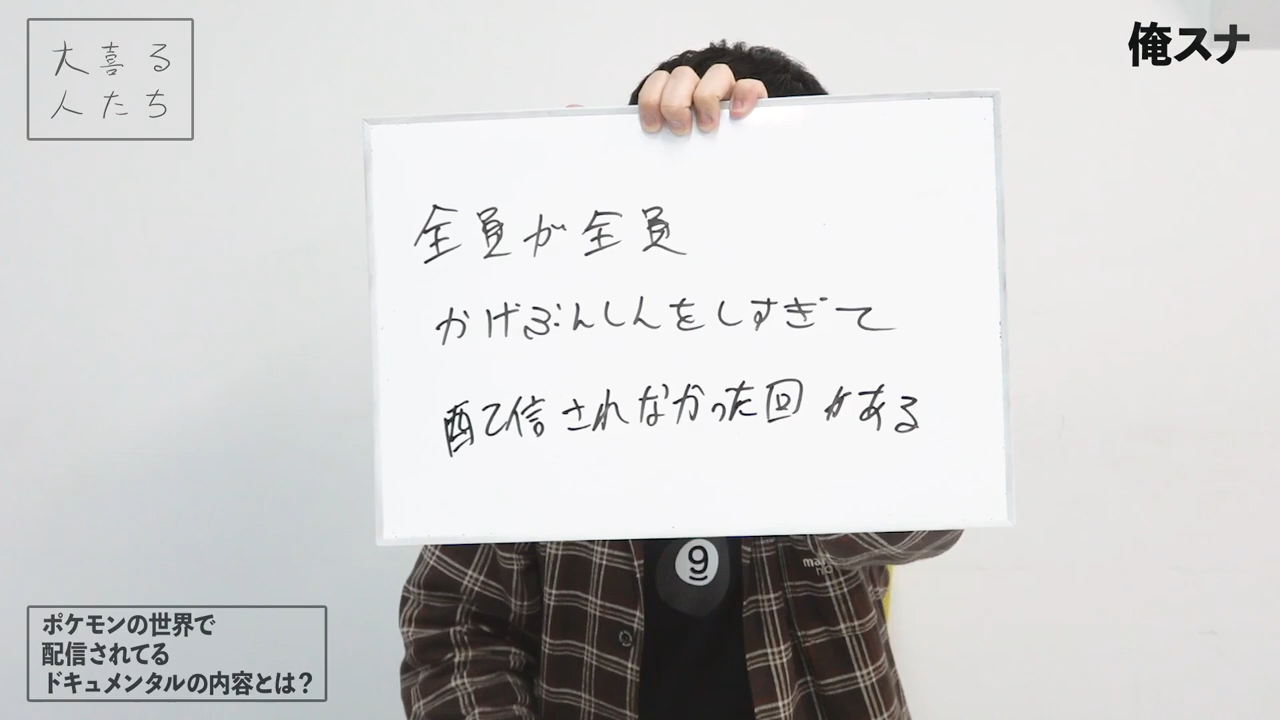 大喜る
人たち
俺スナ
全員が全員
かげぶんしんをしすぎて
配信されなかった回がある
9
ポケモンの世界で
配信されてる
ドキュメンタルの内容とは?